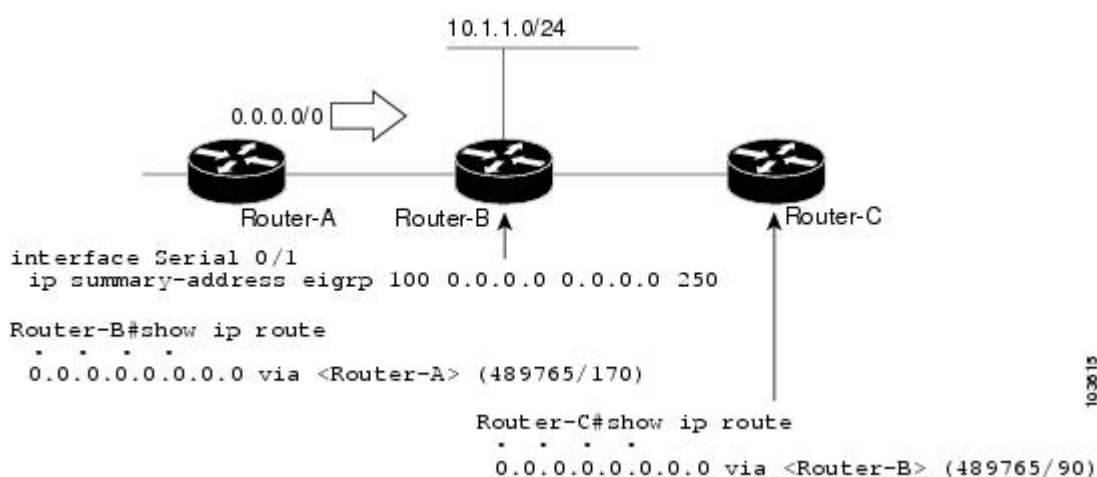 10.1.1.0/24
0.0.0.0/0
Router-A
Router-B
Router-C
interface Serial 0/1
ip summary-address eigrp 100 0.0.0.0 0.0.0.0 250
Router-B#show ip route
. . . .
0.0.0.0.0.0.0.0 via <Router-A> (489765/170)
Router-C#show ip route
. . . .
0.0.0.0.0.0.0.0 via <Router-B> (489765/90)
103615